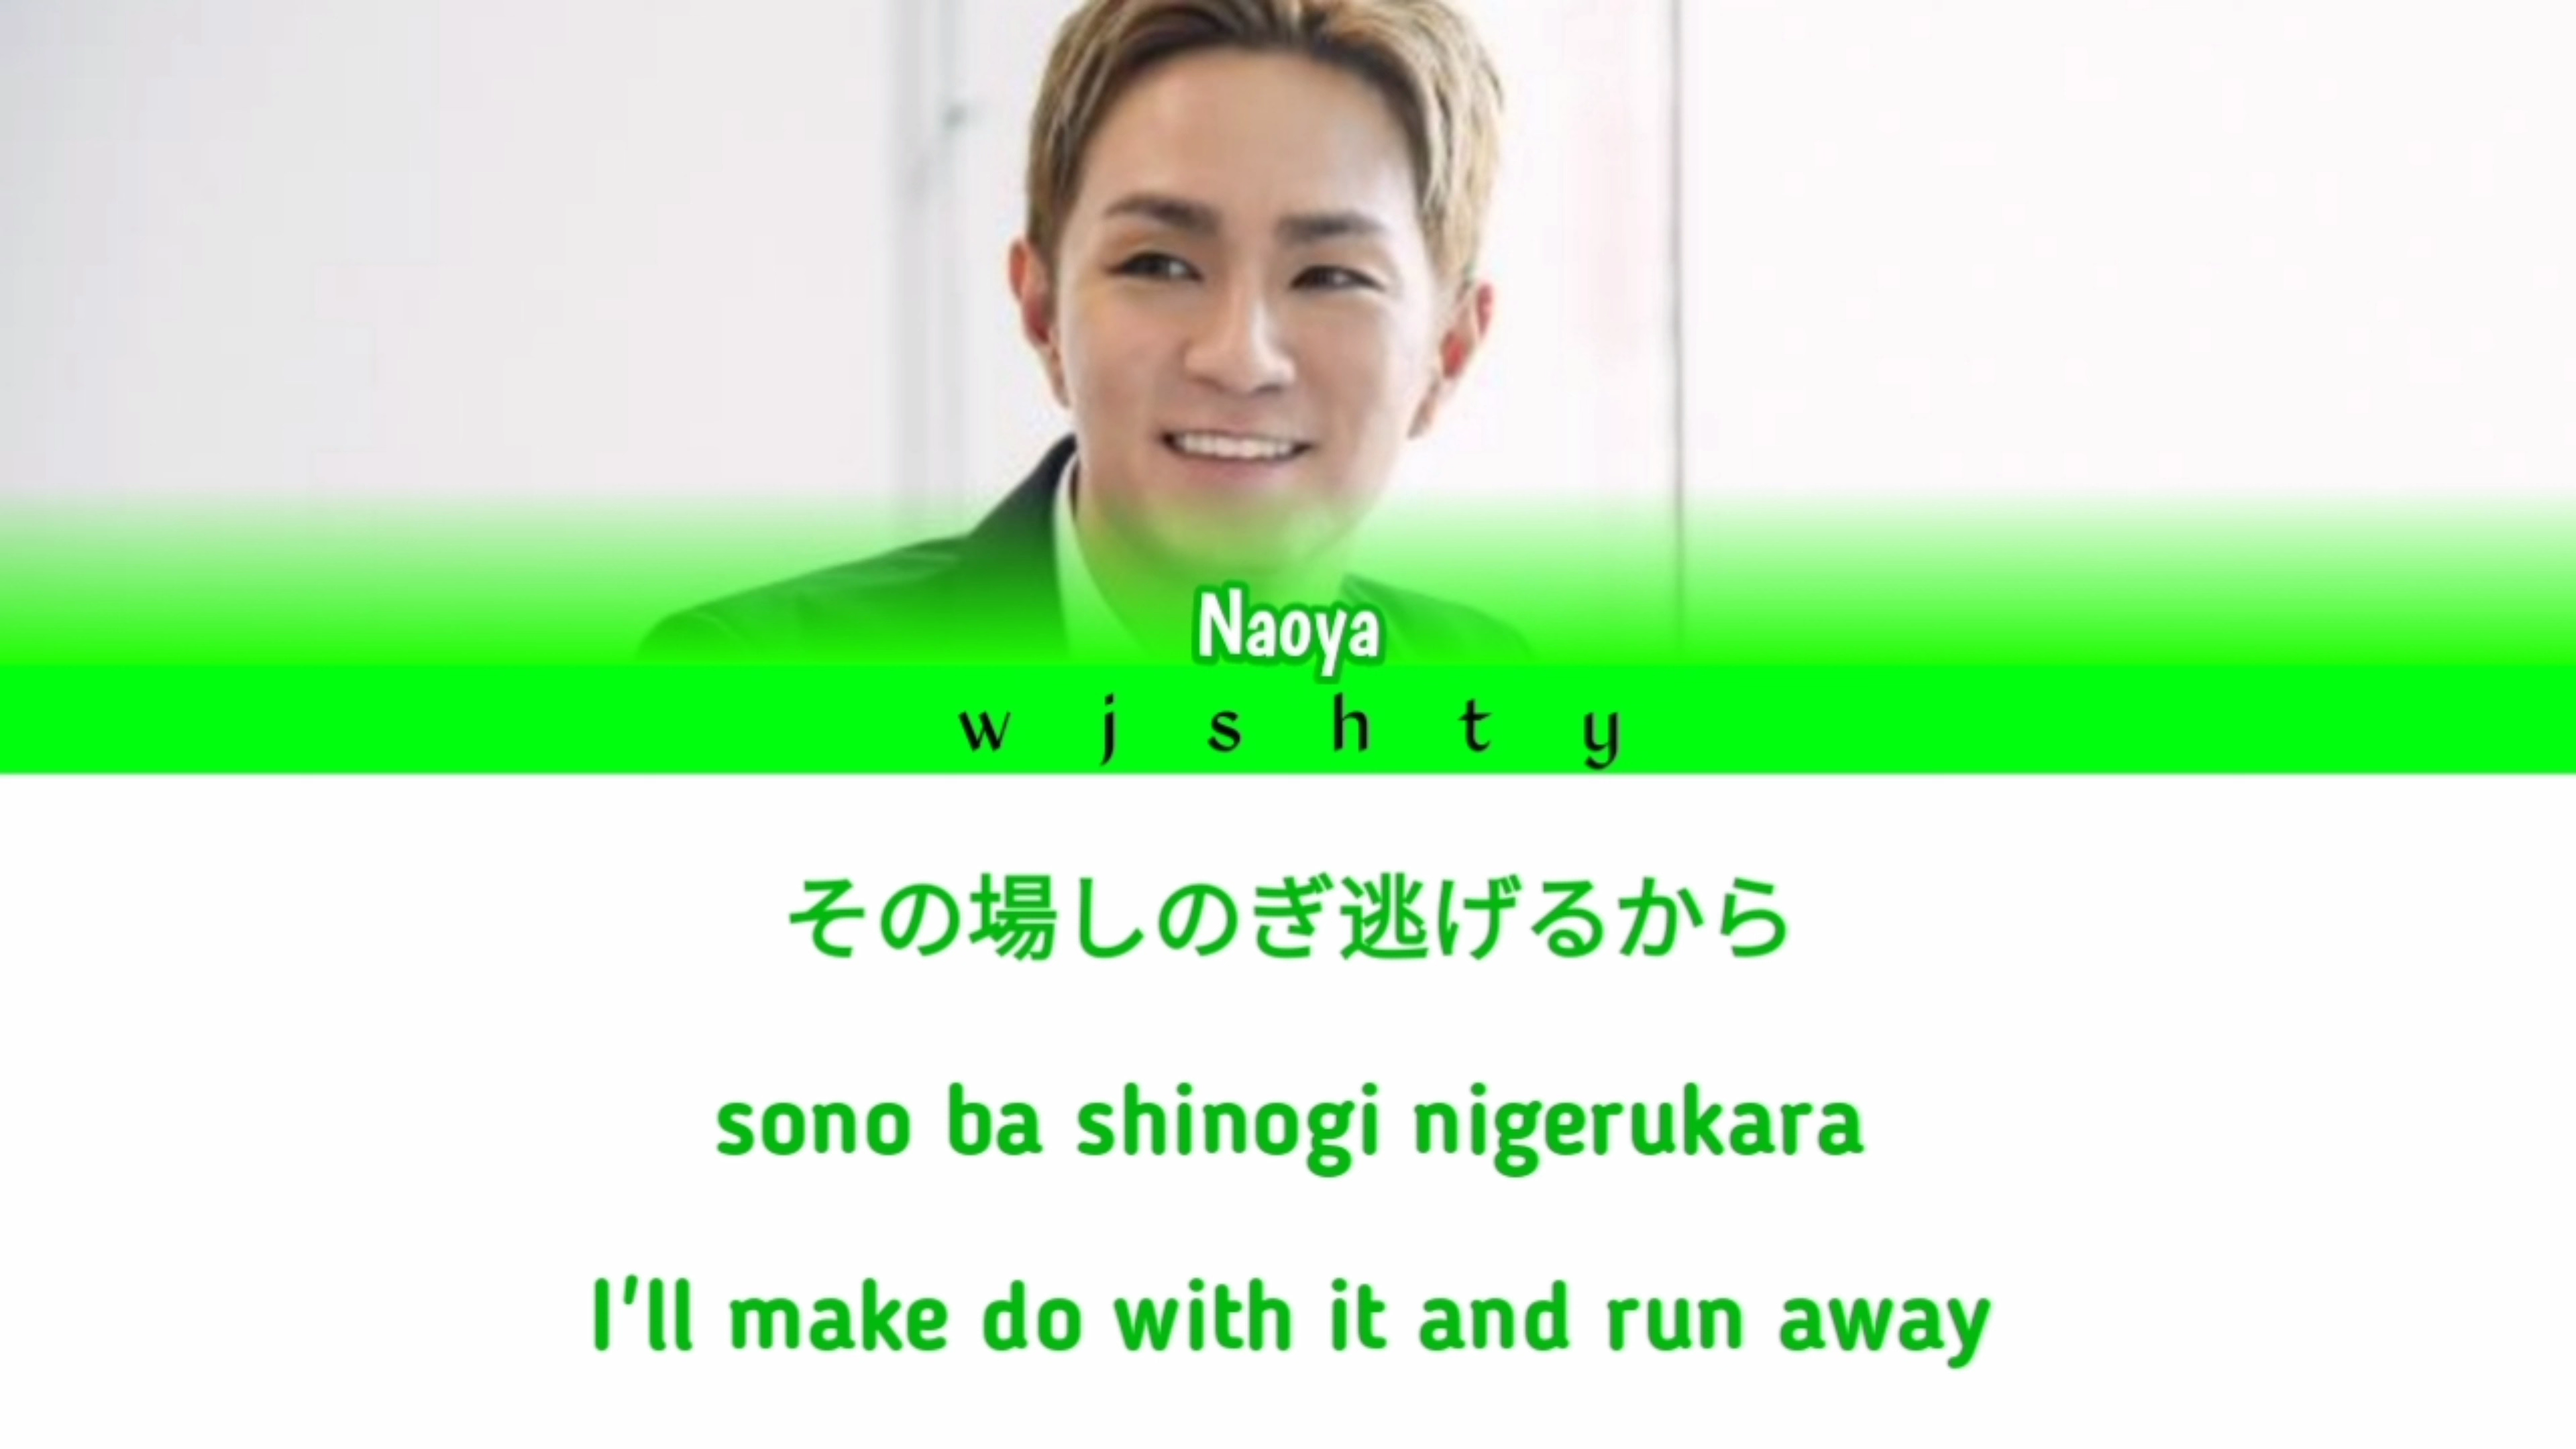 Naoya
w j s h t y
その場しのぎ逃げるから
sono ba shinogi nigerukara
I'll make do with it and run away